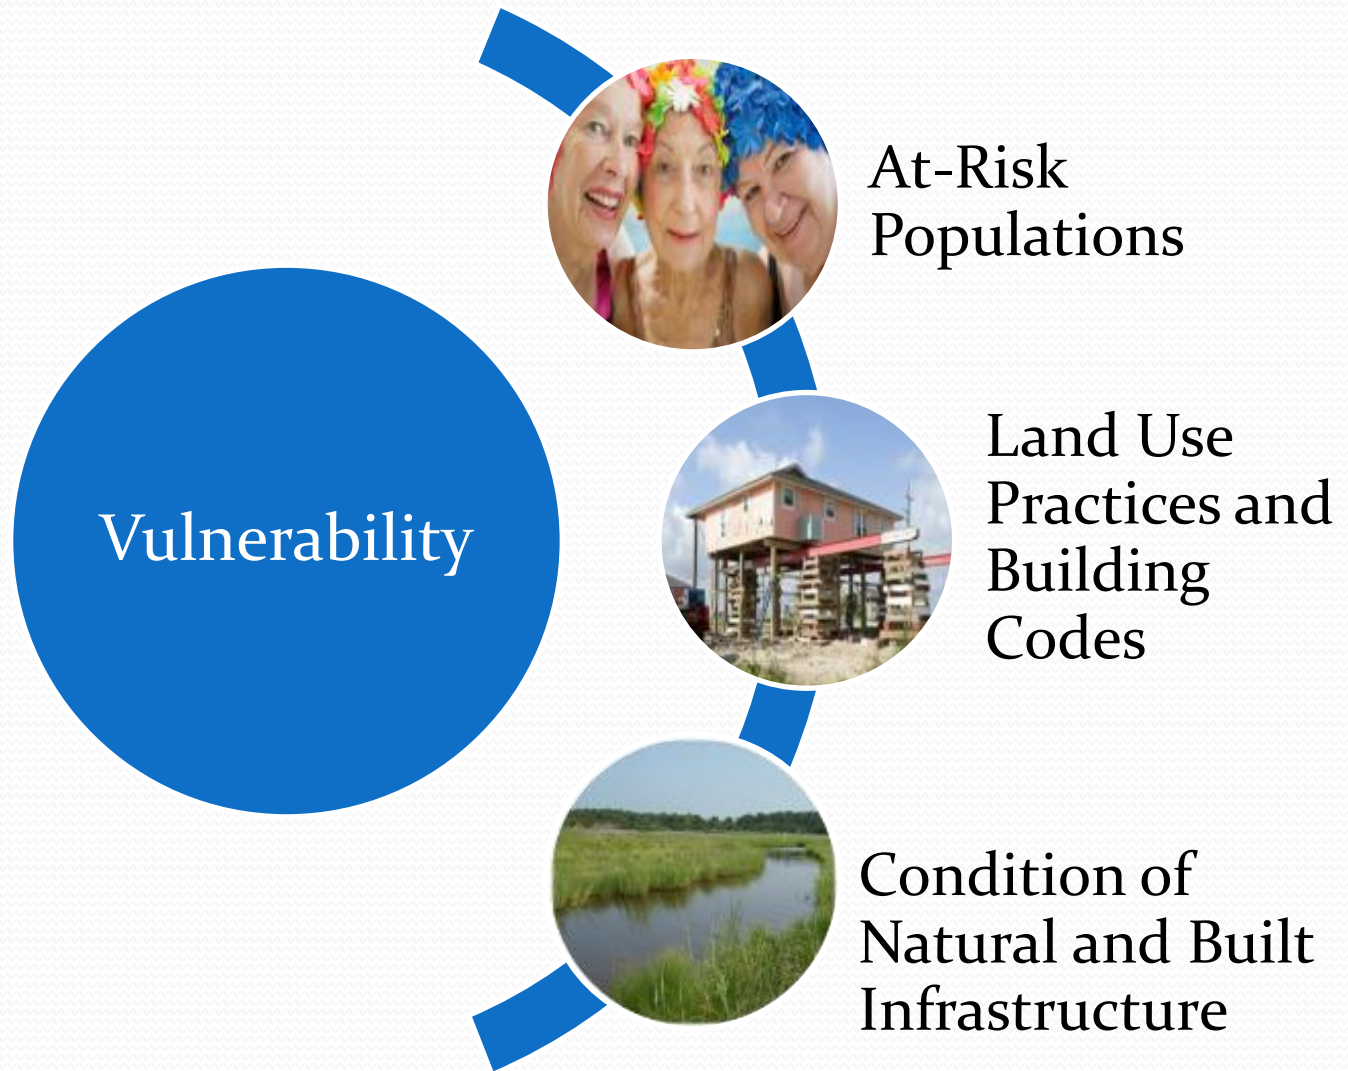 Vulnerability
At-Risk
Populations
Land Use
Practices and
Building
Codes
Condition of
Natural and Built
Infrastructure